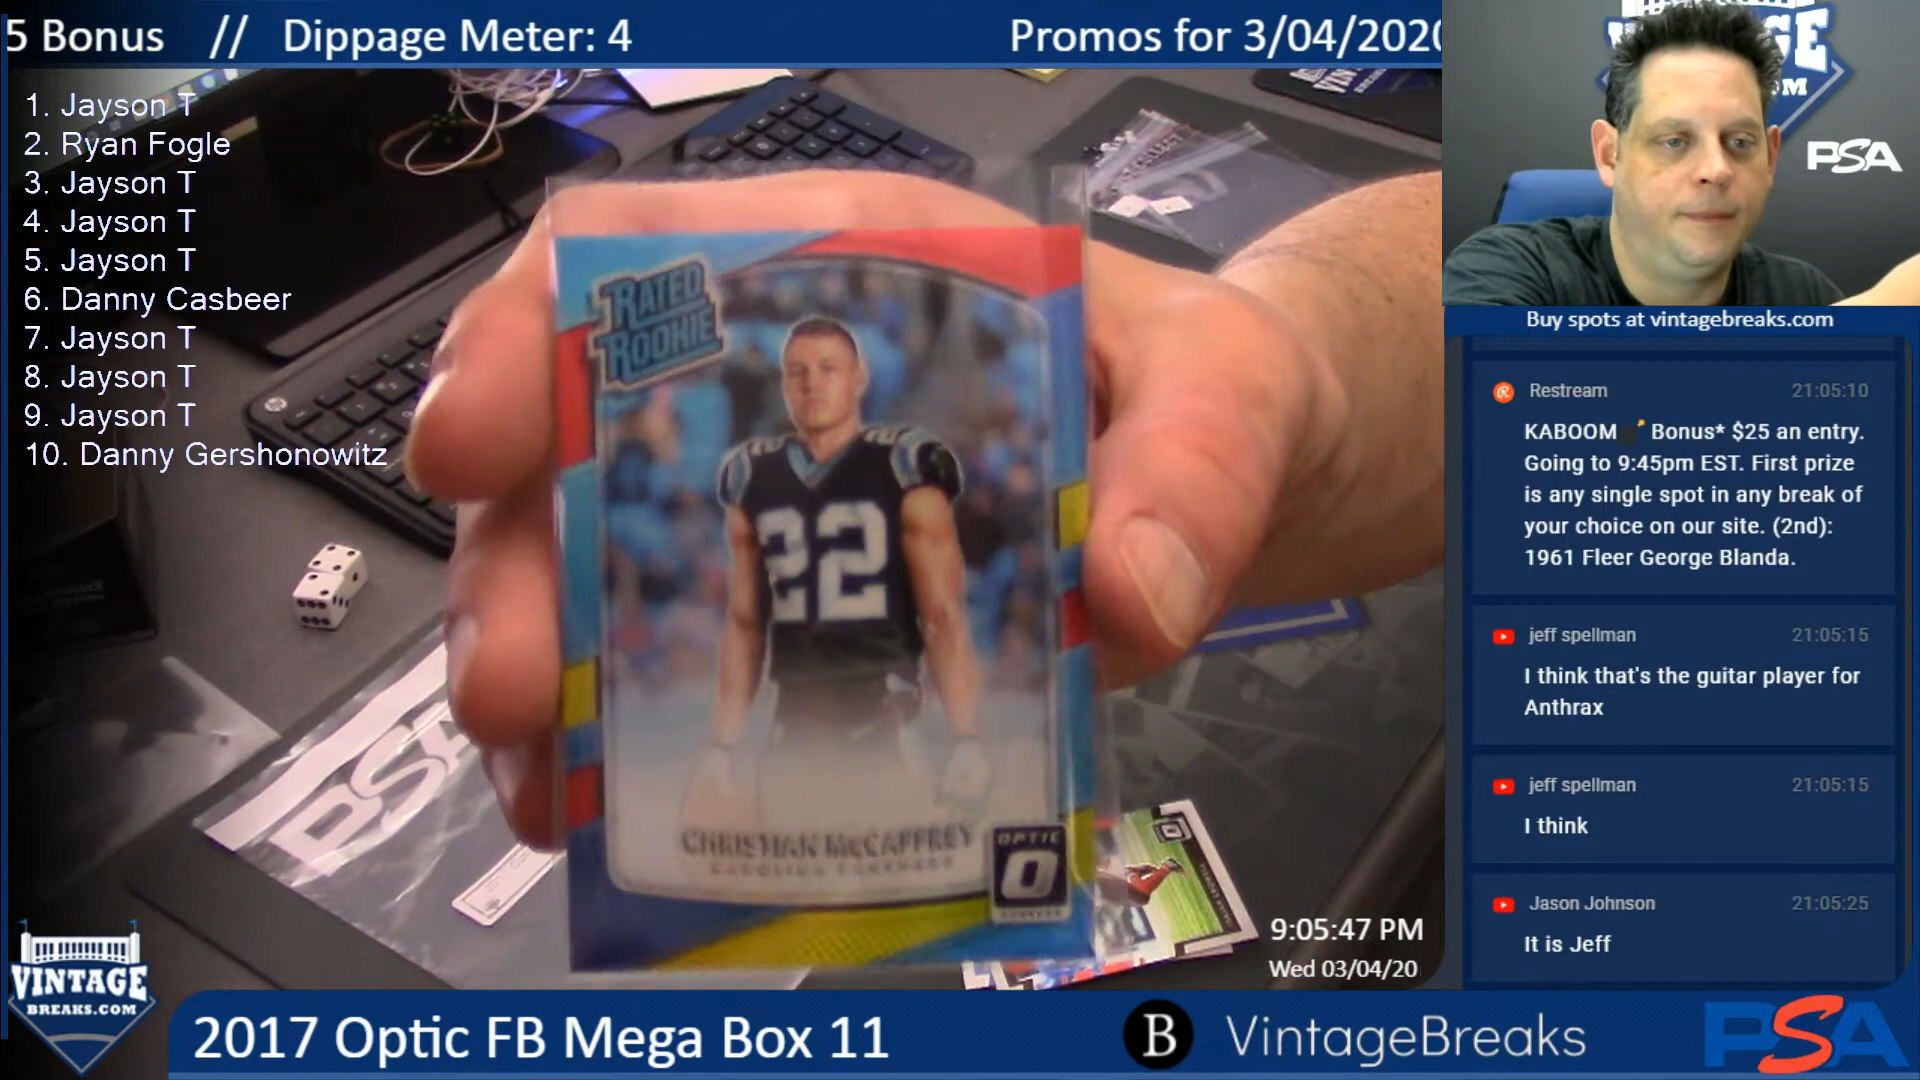 5 Bonus // Dippage Meter: 4 Promos for 3/04/2020
1. Jayson T
2. Ryan Fogle
3. Jayson T
4. Jayson T
5. Jayson T
6. Danny Casbeer
7. Jayson T
8. Jayson T
9. Jayson T
10. Danny Gershonowitz
RATED
ROOKIE
22
CHRISTIAN McCAFFREY
OPTIC
PSA
PSA
Buy spots at vintagebreaks.com
Restream 21:05:10
KABOOM Bonus* $25 an entry.
Going to 9:45pm EST. First prize
is any single spot in any break of
your choice on our site. (2nd):
1961 Fleer George Blanda.
jeff spellman 21:05:15
I think that's the guitar player for
Anthrax
jeff spellman 21:05:15
I think
Jason Johnson 21:05:25
It is Jeff
9:05:47 PM
Wed 03/04/20
VINTAGE
BREAKS.COM
2017 Optic FB Mega Box 11
B VintageBreaks
PSA